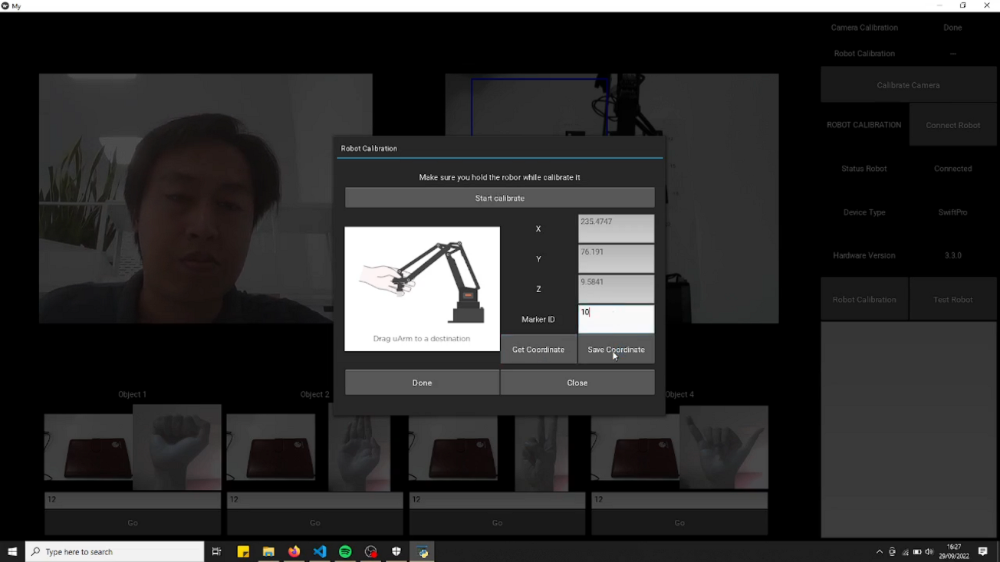 My
Camera Calibration Done
Robot Calibration —
Calibrate Camera
ROBOT CALIBRATION Connect Robot
Status Robot Connected
Device Type SwiftPro
Hardware Version 3.3.0
Robot Calibration Test Robot
Robot Calibration
Make sure you hold the robor while calibrate it
Start calibrate
X 235.4747
Y 76.191
Z 9.5841
Marker ID 10
Drag uArm to a destination
Get Coordinate Save Coordinate
Done Close
Object 1 Object 2 Object 4
12 12 12 12
Go Go Go Go
Type here to search
16:27
29/09/2022